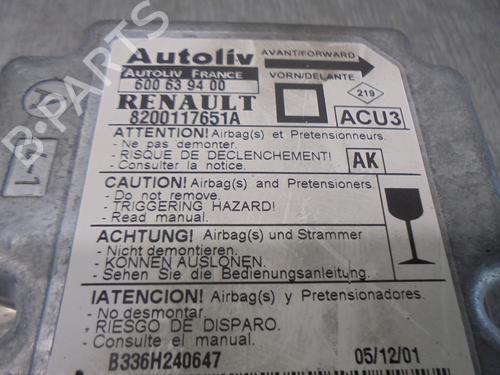 Autoliv
AUTOLIV FRANCE
600 63 94 00
RENAULT
8200117651A
AVANT/FORWARD
VORN/DELANTE
219
ACU3
ATTENTION! Airbag(s) et Pretensionneurs.
- Ne pas demonter.
- RISQUE DE DECLENCHEMENT!
- Consulter la notice.
AK
CAUTION! Airbag(s) and Pretensioners.
- Do not remove.
- TRIGGERING HAZARD!
- Read manual.
ACHTUNG! Airbag(s) und Strammer
- Nicht demontieren.
- KONNEN AUSLONEN.
- Sehen Sie die Bedienungsanleitung.
!ATENCION! Airbag(s) y Pretensionadores.
- No desmontar.
- RIESGO DE DISPARO.
- Consulte el manual.
B336H240647
05/12/01
B-PARTS